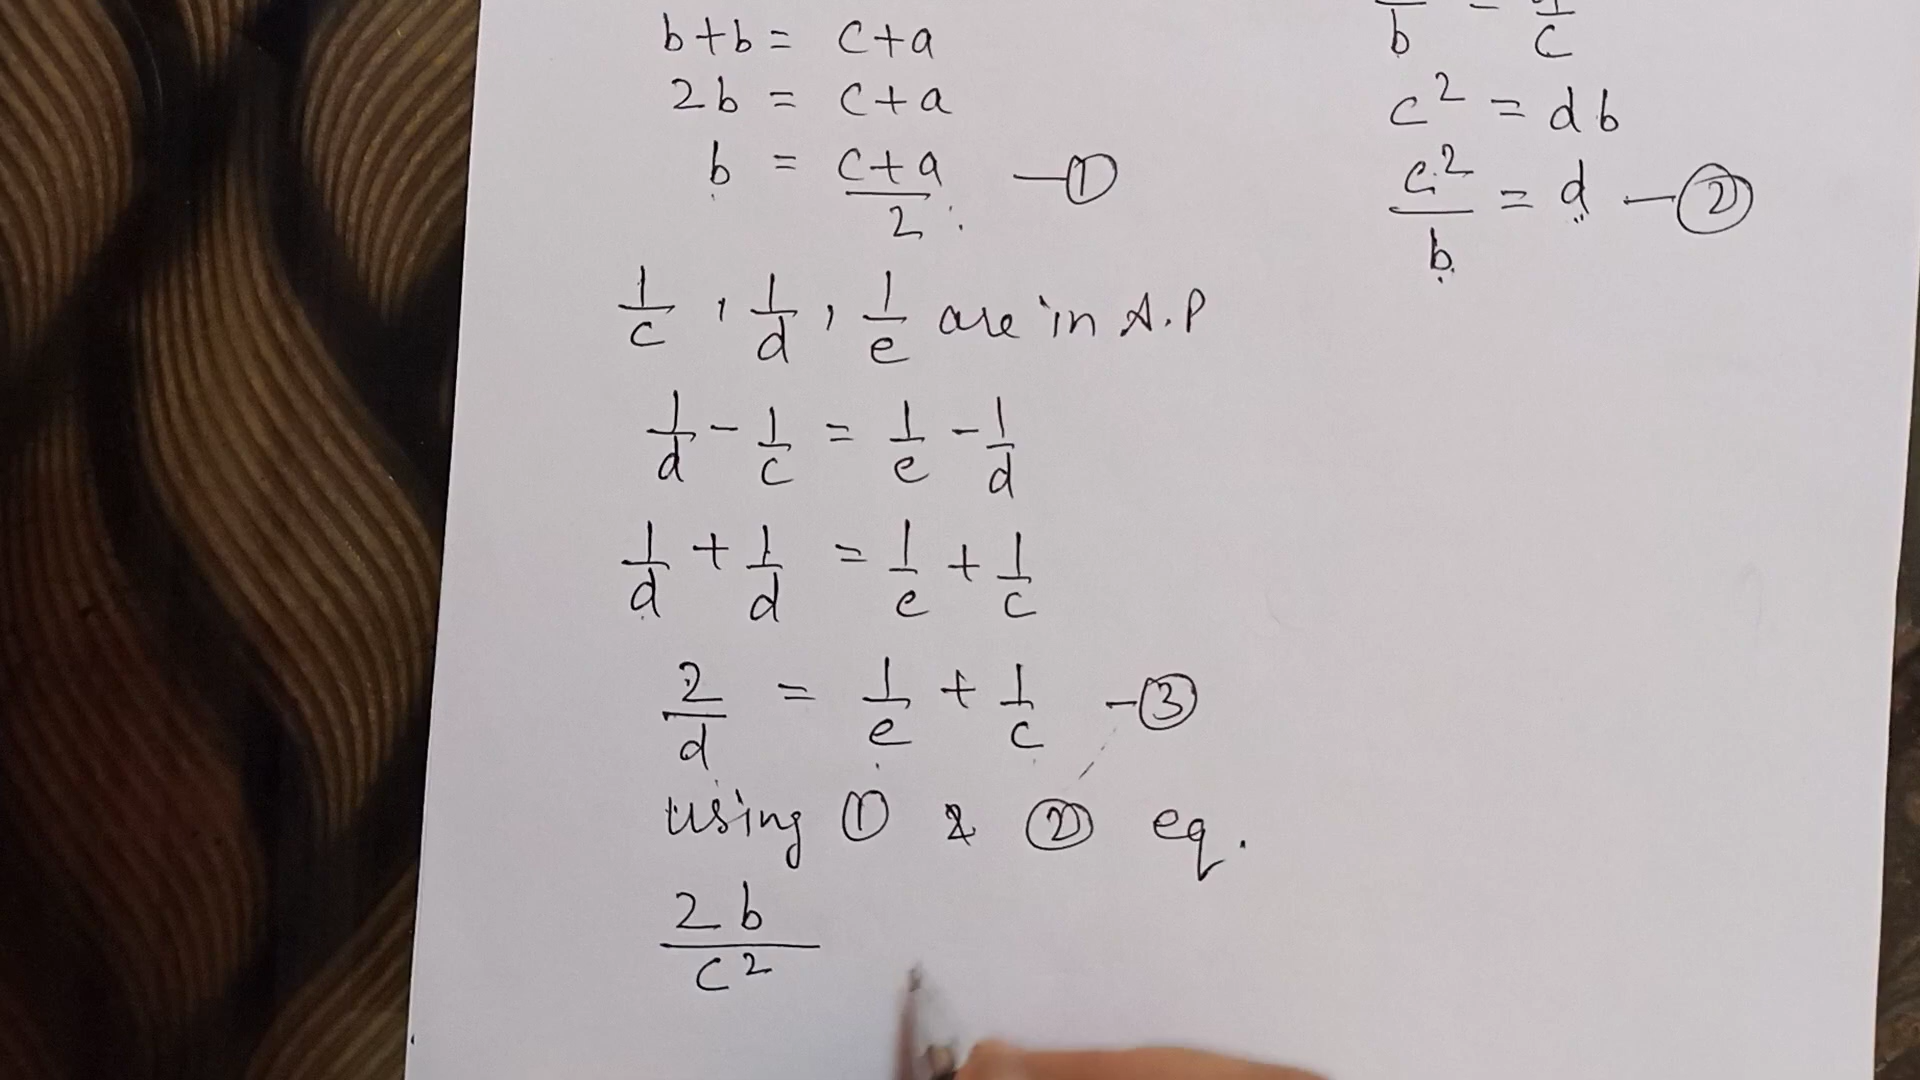 b+b = c+a
2b = c+a
b = c+a/2 —①
b c
c² = db
c²/b = d —②
1/c, 1/d, 1/e are in A.P
1/d - 1/c = 1/e - 1/d
1/d + 1/d = 1/e + 1/c
2/d = 1/e + 1/c -③
using ① & ② eq.
2b/c²